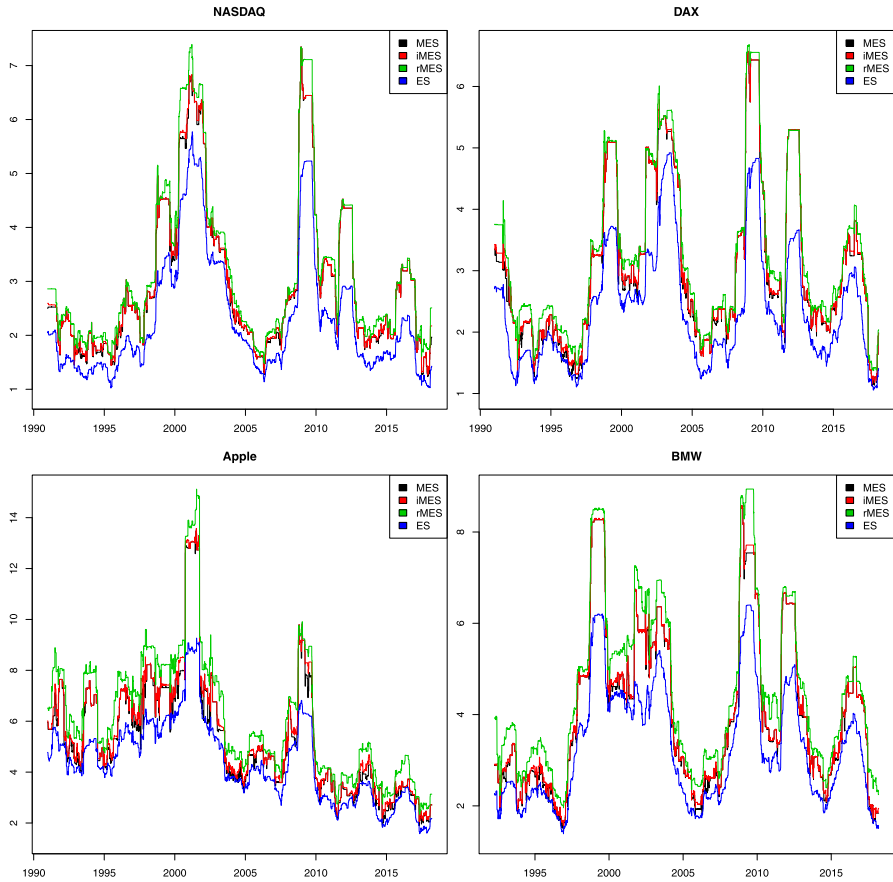 NASDAQ
MES
iMES
rMES
ES
7
6
5
4
3
2
1
1990 1995 2000 2005 2010 2015
DAX
MES
iMES
rMES
ES
6
5
4
3
2
1
1990 1995 2000 2005 2010 2015
Apple
MES
iMES
rMES
ES
14
12
10
8
6
4
2
1990 1995 2000 2005 2010 2015
BMW
MES
iMES
rMES
ES
8
6
4
2
1995 2000 2005 2010 2015